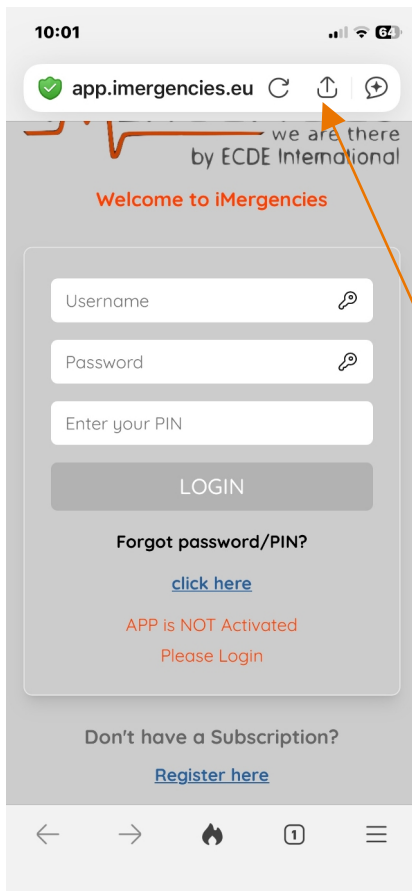 10:01
64
app.imergencies.eu
we are there
by ECDE International
Welcome to iMergencies
Username
Password
Enter your PIN
LOGIN
Forgot password/PIN?
click here
APP is NOT Activated
Please Login
Don't have a Subscription?
Register here
1